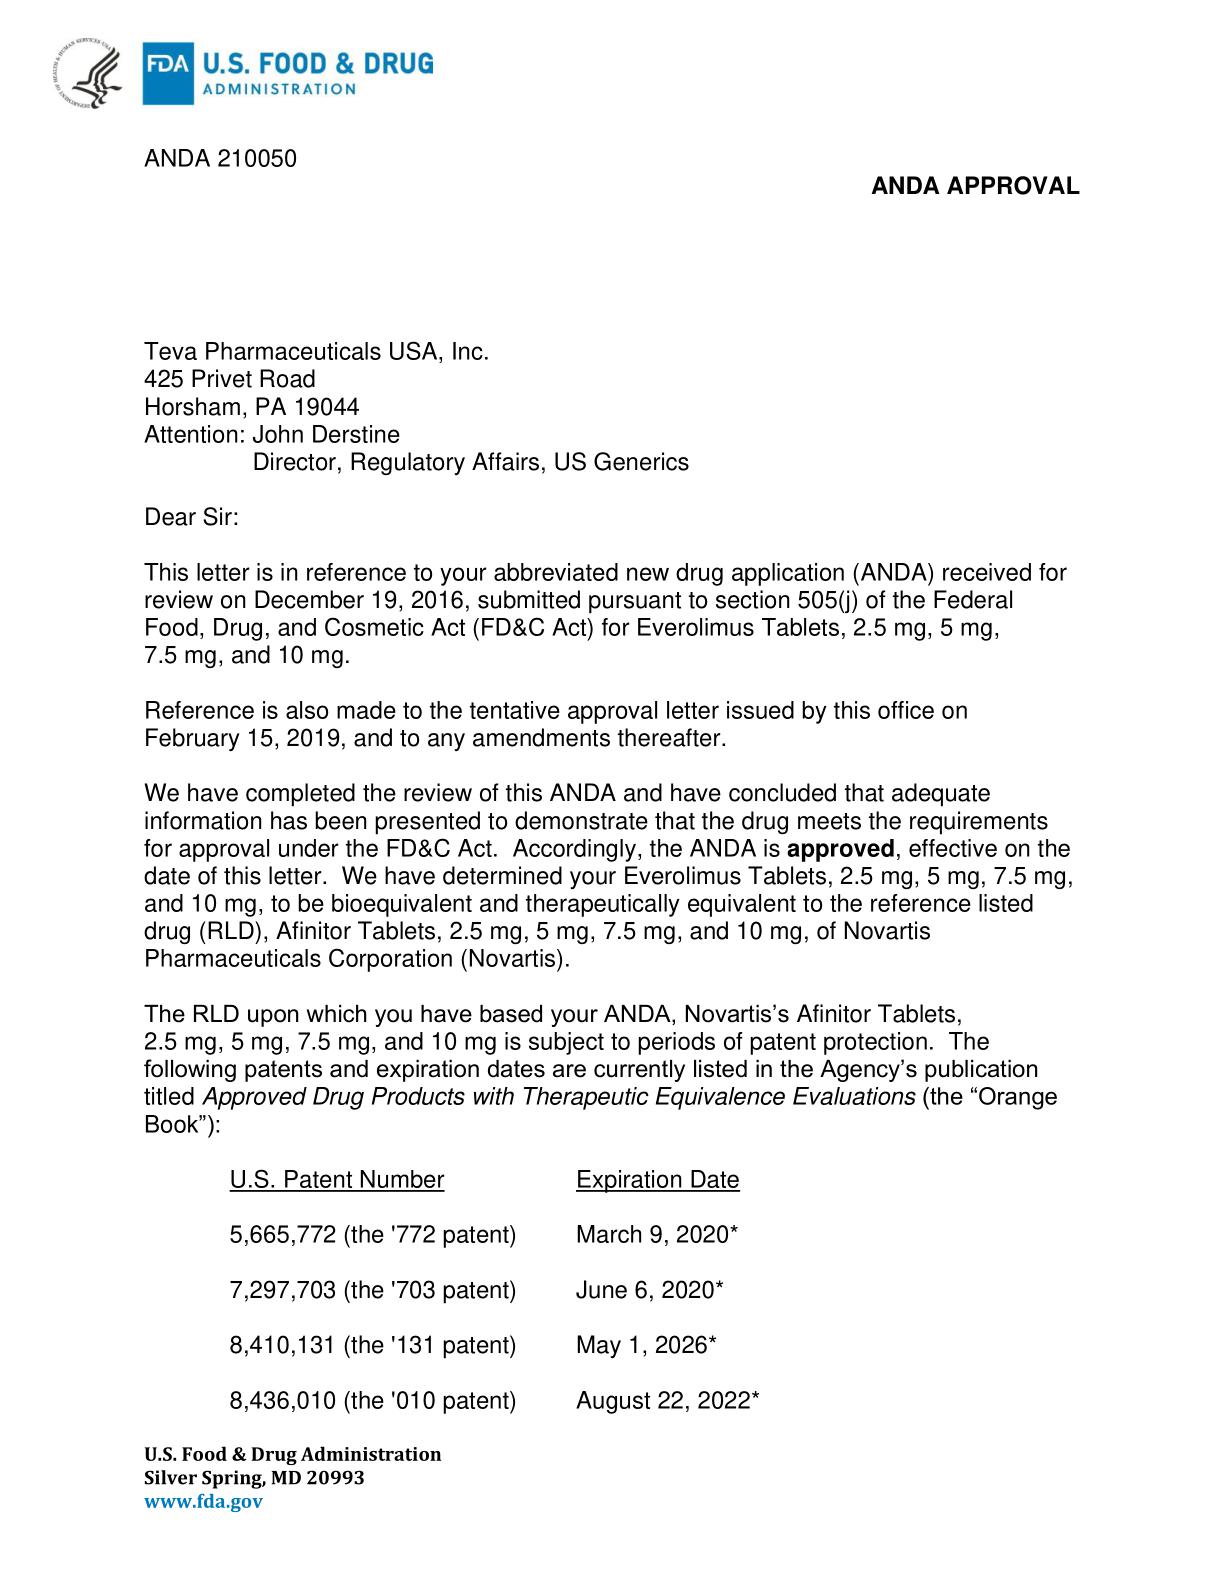 DEPARTMENT OF HEALTH & HUMAN SERVICES USA
FDA U.S. FOOD & DRUG
ADMINISTRATION
ANDA 210050
ANDA APPROVAL
Teva Pharmaceuticals USA, Inc.
425 Privet Road
Horsham, PA 19044
Attention: John Derstine
Director, Regulatory Affairs, US Generics
Dear Sir:
This letter is in reference to your abbreviated new drug application (ANDA) received for
review on December 19, 2016, submitted pursuant to section 505(j) of the Federal
Food, Drug, and Cosmetic Act (FD&C Act) for Everolimus Tablets, 2.5 mg, 5 mg,
7.5 mg, and 10 mg.
Reference is also made to the tentative approval letter issued by this office on
February 15, 2019, and to any amendments thereafter.
We have completed the review of this ANDA and have concluded that adequate
information has been presented to demonstrate that the drug meets the requirements
for approval under the FD&C Act.  Accordingly, the ANDA is approved, effective on the
date of this letter.  We have determined your Everolimus Tablets, 2.5 mg, 5 mg, 7.5 mg,
and 10 mg, to be bioequivalent and therapeutically equivalent to the reference listed
drug (RLD), Afinitor Tablets, 2.5 mg, 5 mg, 7.5 mg, and 10 mg, of Novartis
Pharmaceuticals Corporation (Novartis).
The RLD upon which you have based your ANDA, Novartis’s Afinitor Tablets,
2.5 mg, 5 mg, 7.5 mg, and 10 mg is subject to periods of patent protection.  The
following patents and expiration dates are currently listed in the Agency’s publication
titled Approved Drug Products with Therapeutic Equivalence Evaluations (the “Orange
Book”):
U.S. Patent Number Expiration Date
5,665,772 (the '772 patent) March 9, 2020*
7,297,703 (the '703 patent) June 6, 2020*
8,410,131 (the '131 patent) May 1, 2026*
8,436,010 (the '010 patent) August 22, 2022*
U.S. Food & Drug Administration
Silver Spring, MD 20993
www.fda.gov